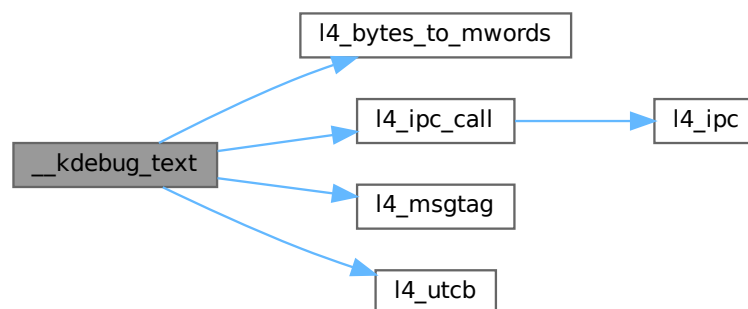 l4_bytes_to_mwords
l4_ipc_call
l4_ipc
__kdebug_text
l4_msgtag
l4_utcb